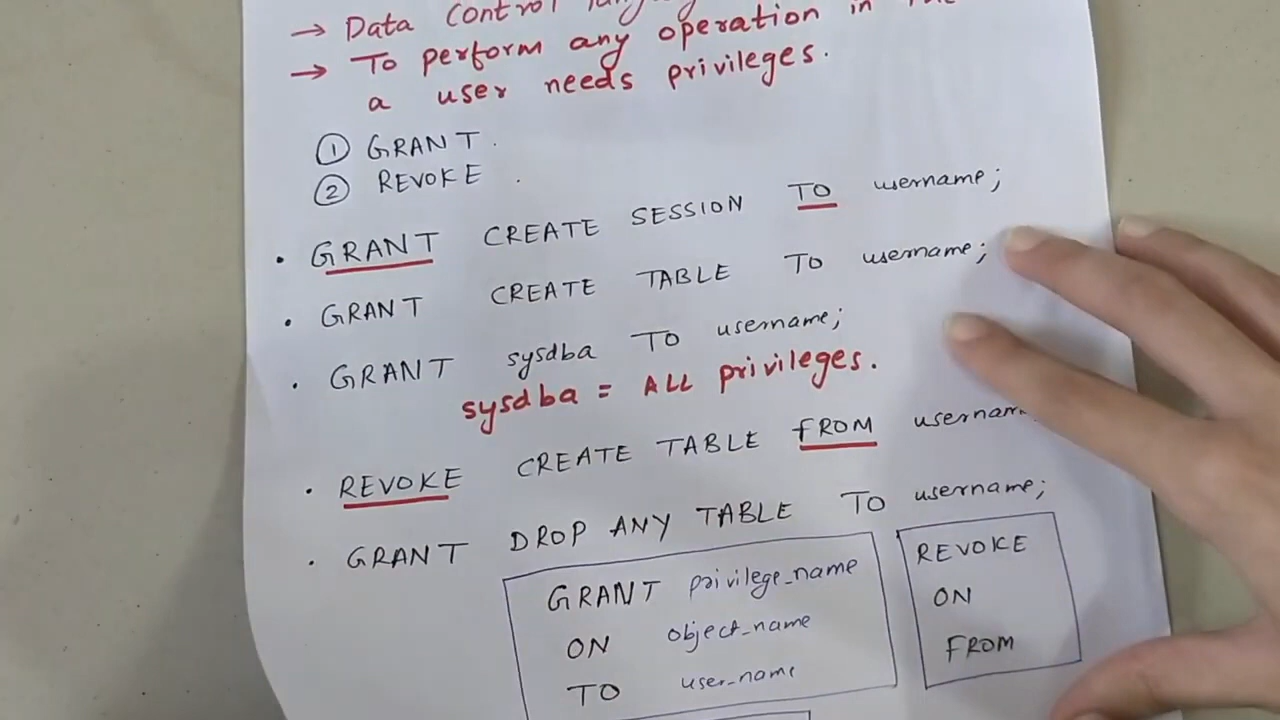 → Data Control
→ To perform any operation in
a user needs privileges.
① GRANT.
② REVOKE.
• GRANT CREATE SESSION TO username;
• GRANT CREATE TABLE TO username;
• GRANT sysdba TO username;
sysdba = ALL privileges.
• REVOKE CREATE TABLE FROM usernam
• GRANT DROP ANY TABLE TO username;
GRANT privilege_name
ON object_name
TO user_name
REVOKE
ON
FROM